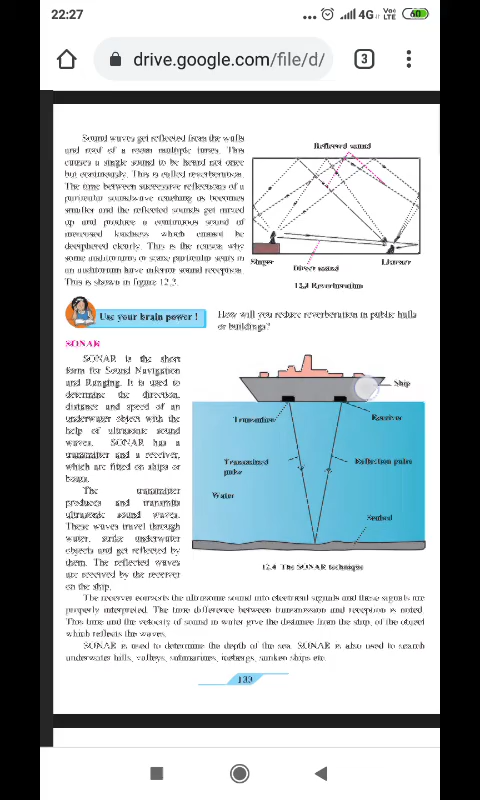 22:27
... 4G Vo LTE 60
drive.google.com/file/d/
3
Sound waves get reflected from the walls
and roof of a room multiple times. This
causes a single sound to be heard not once
but continuously. This is called reverberation.
The time between successive reflections of a
particular soundwave reaching us becomes
smaller and the reflected sounds get mixed
up and produce a continuous sound of
increased loudness which cannot be
deciphered clearly. This is the reason why
some auditoriums or some particular seats in
an auditorium have inferior sound reception.
This is shown in figure 12.3.
Reflected sound
Singer
Direct sound
Listener
12.3 Reverberation
Use your brain power !
How will you reduce reverberation in public halls
or buildings?
SONAR
SONAR is the short
form for Sound Navigation
and Ranging. It is used to
determine the direction,
distance and speed of an
underwater object with the
help of ultrasonic sound
waves. SONAR has a
transmitter and a receiver,
which are fitted on ships or
boats.
The transmitter
produces and transmits
ultrasonic sound waves.
These waves travel through
water, strike underwater
objects and get reflected by
them. The reflected waves
are received by the receiver
on the ship.
Ship
Transmitter
Receiver
Transmitted
pulse
Reflection pulse
Water
Seabed
12.4 The SONAR technique
The receiver converts the ultrasonic sound into electrical signals and these signals are
properly interpreted. The time difference between transmission and reception is noted.
This time and the velocity of sound in water give the distance from the ship, of the object
which reflects the waves.
SONAR is used to determine the depth of the sea. SONAR is also used to search
underwater hills, valleys, submarines, icebergs, sunken ships etc.